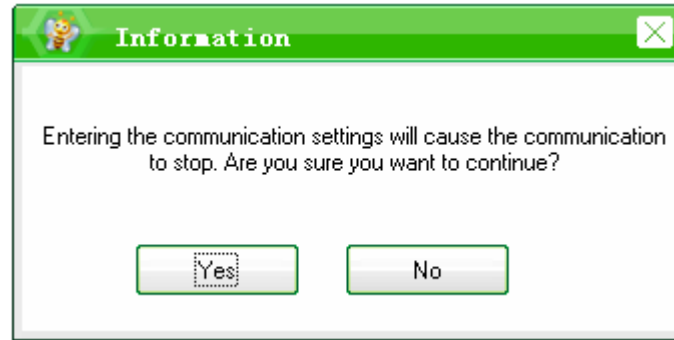 Information
Entering the communication settings will cause the communication
to stop. Are you sure you want to continue?
Yes
No